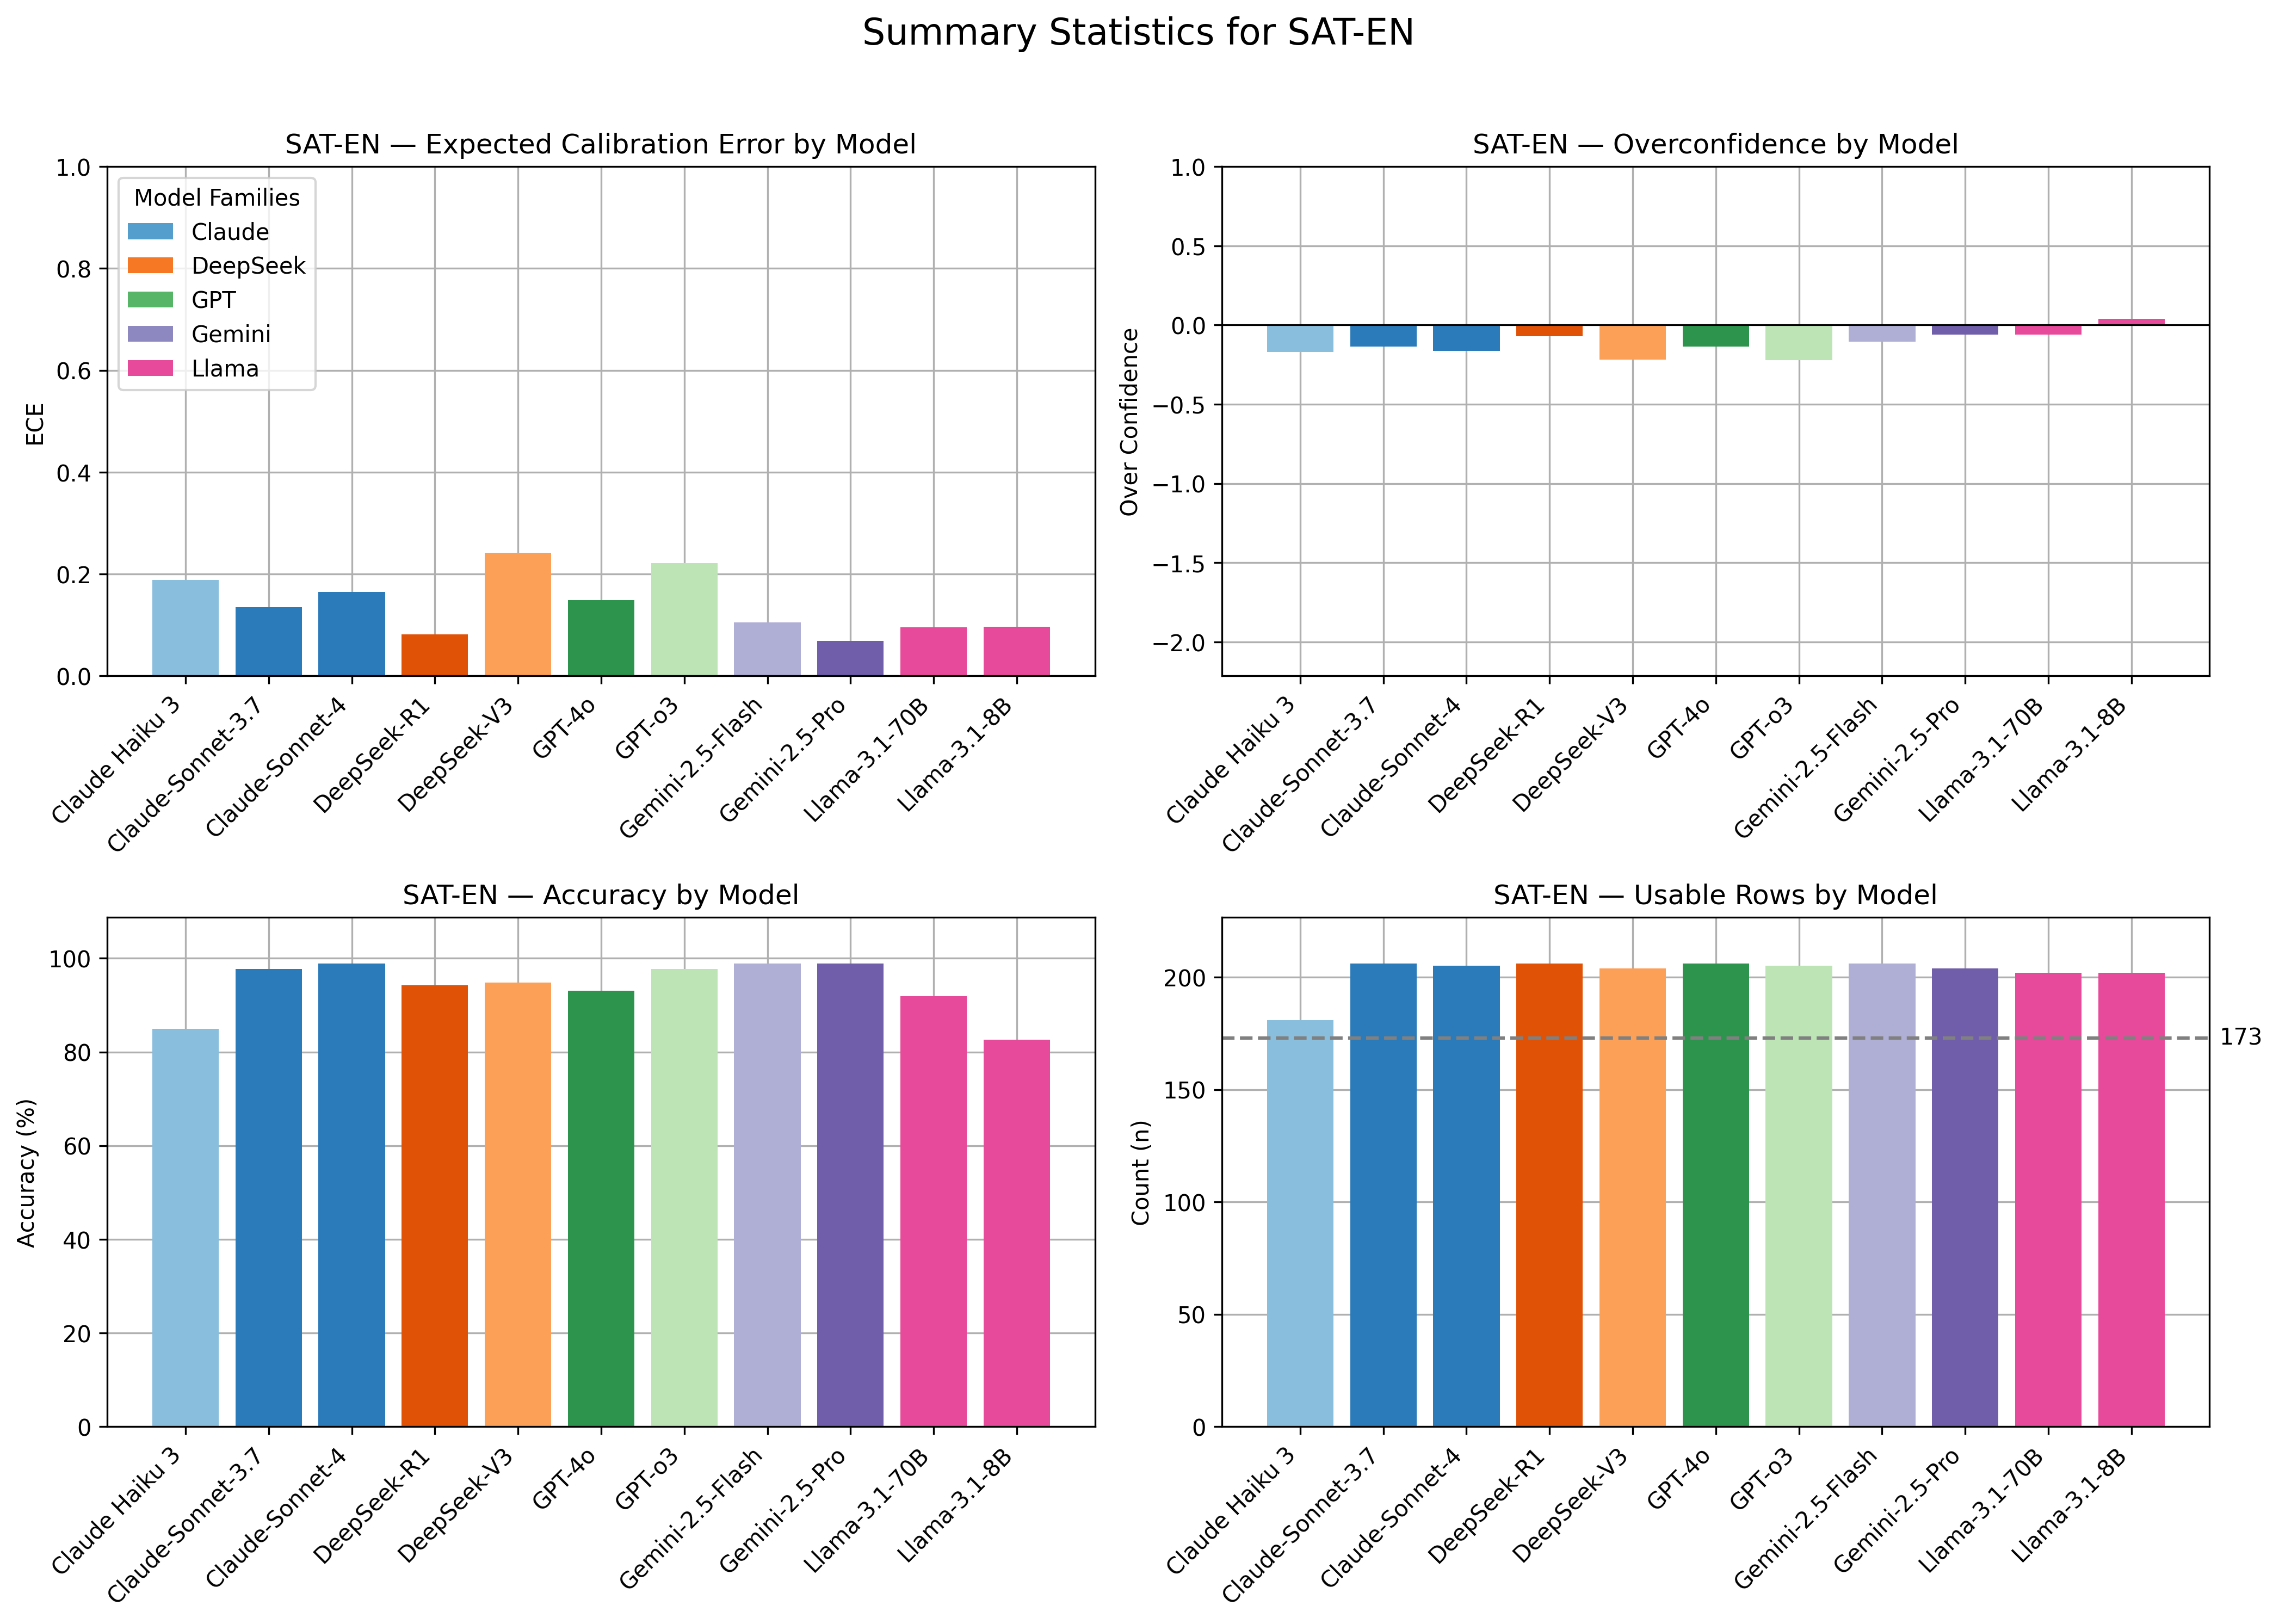 Summary Statistics for SAT-EN
SAT-EN — Expected Calibration Error by Model
1.0
0.8
0.6
0.4
0.2
0.0
ECE
Model Families
Claude
DeepSeek
GPT
Gemini
Llama
Claude Haiku 3
Claude-Sonnet-3.7
Claude-Sonnet-4
DeepSeek-R1
DeepSeek-V3
GPT-4o
GPT-o3
Gemini-2.5-Flash
Gemini-2.5-Pro
Llama-3.1-70B
Llama-3.1-8B
SAT-EN — Overconfidence by Model
1.0
0.5
0.0
−0.5
−1.0
−1.5
−2.0
Over Confidence
Claude Haiku 3
Claude-Sonnet-3.7
Claude-Sonnet-4
DeepSeek-R1
DeepSeek-V3
GPT-4o
GPT-o3
Gemini-2.5-Flash
Gemini-2.5-Pro
Llama-3.1-70B
Llama-3.1-8B
SAT-EN — Accuracy by Model
100
80
60
40
20
0
Accuracy (%)
Claude Haiku 3
Claude-Sonnet-3.7
Claude-Sonnet-4
DeepSeek-R1
DeepSeek-V3
GPT-4o
GPT-o3
Gemini-2.5-Flash
Gemini-2.5-Pro
Llama-3.1-70B
Llama-3.1-8B
SAT-EN — Usable Rows by Model
200
150
100
50
0
Count (n)
173
Claude Haiku 3
Claude-Sonnet-3.7
Claude-Sonnet-4
DeepSeek-R1
DeepSeek-V3
GPT-4o
GPT-o3
Gemini-2.5-Flash
Gemini-2.5-Pro
Llama-3.1-70B
Llama-3.1-8B